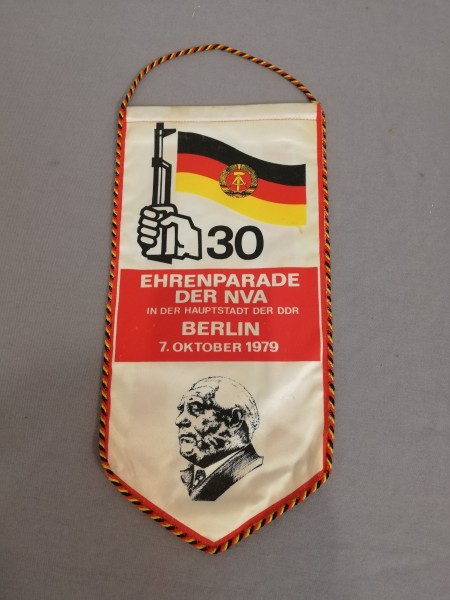 30
EHRENPARADE
DER NVA
IN DER HAUPTSTADT DER DDR
BERLIN
7. OKTOBER 1979